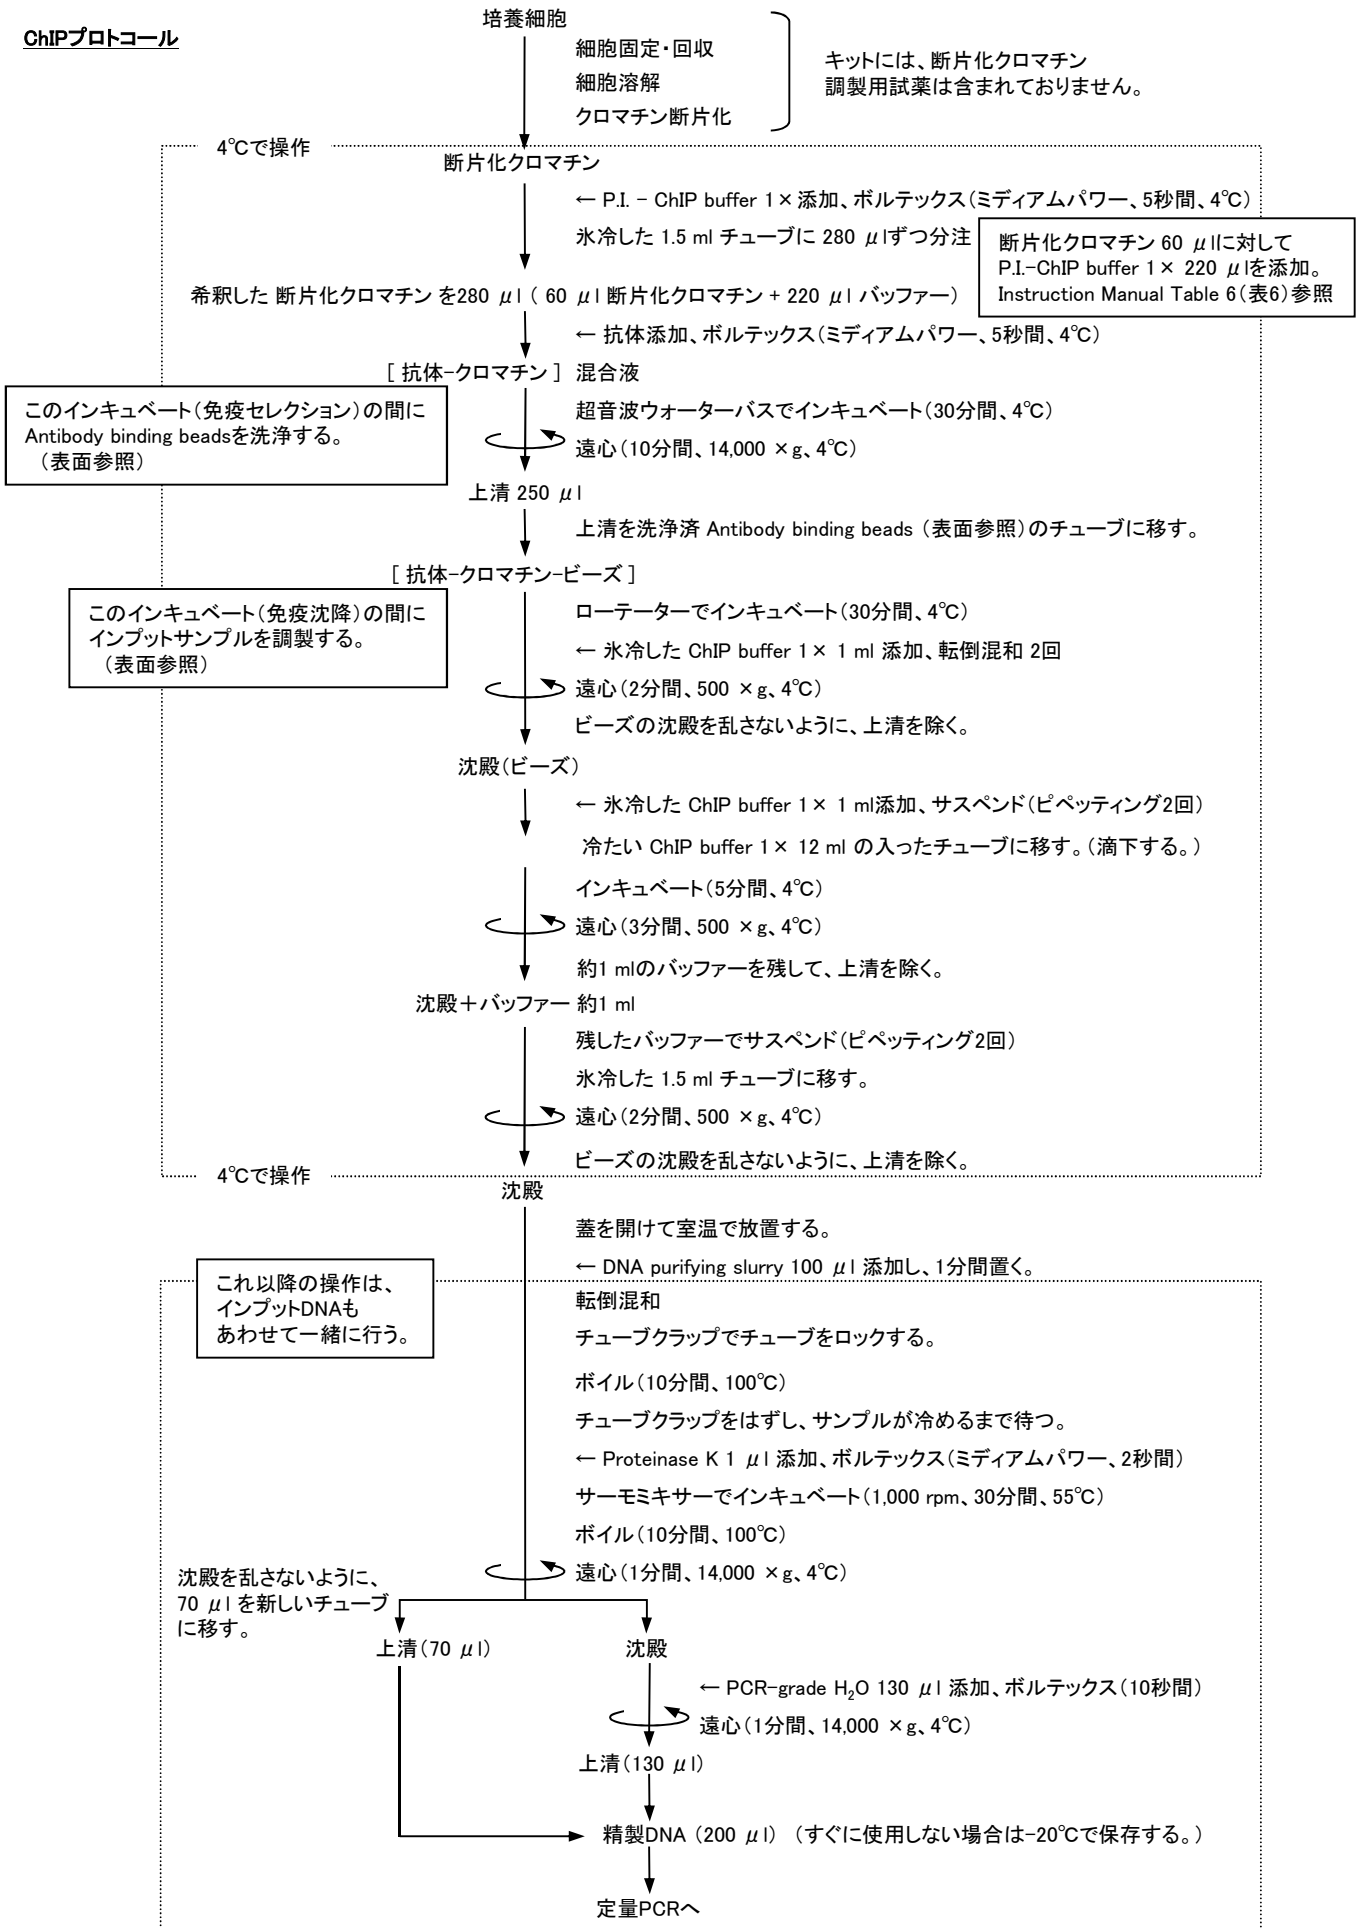 ChIPプロトコール
培養細胞
細胞固定・回収
細胞溶解
クロマチン断片化
キットには、断片化クロマチン
調製用試薬は含まれておりません。
4℃で操作
断片化クロマチン
← P.I. - ChIP buffer 1×添加、ボルテックス(ミディアムパワー、5秒間、4℃)
氷冷した 1.5 ml チューブに 280 μlずつ分注
断片化クロマチン 60 μlに対して
P.I.-ChIP buffer 1× 220 μlを添加。
Instruction Manual Table 6(表6)参照
希釈した 断片化クロマチン を280 μl ( 60 μl 断片化クロマチン + 220 μl バッファー)
← 抗体添加、ボルテックス(ミディアムパワー、5秒間、4℃)
[ 抗体-クロマチン ] 混合液
このインキュベート(免疫セレクション)の間に
Antibody binding beadsを洗浄する。
(表面参照)
超音波ウォーターバスでインキュベート(30分間、4℃)
遠心(10分間、14,000 ×g、4℃)
上清 250 μl
上清を洗浄済 Antibody binding beads (表面参照)のチューブに移す。
[ 抗体-クロマチン-ビーズ ]
このインキュベート(免疫沈降)の間に
インプットサンプルを調製する。
(表面参照)
ローテーターでインキュベート(30分間、4℃)
← 氷冷した ChIP buffer 1× 1 ml 添加、転倒混和 2回
遠心(2分間、500 ×g、4℃)
ビーズの沈殿を乱さないように、上清を除く。
沈殿(ビーズ)
← 氷冷した ChIP buffer 1× 1 ml添加、サスペンド(ピペッティング2回)
冷たい ChIP buffer 1× 12 ml の入ったチューブに移す。(滴下する。)
インキュベート(5分間、4℃)
遠心(3分間、500 ×g、4℃)
約1 mlのバッファーを残して、上清を除く。
沈殿+バッファー 約1 ml
残したバッファーでサスペンド(ピペッティング2回)
氷冷した 1.5 ml チューブに移す。
遠心(2分間、500 ×g、4℃)
ビーズの沈殿を乱さないように、上清を除く。
4℃で操作
沈殿
蓋を開けて室温で放置する。
← DNA purifying slurry 100 μl 添加し、1分間置く。
これ以降の操作は、
インプットDNAも
あわせて一緒に行う。
転倒混和
チューブクラップでチューブをロックする。
ボイル(10分間、100℃)
チューブクラップをはずし、サンプルが冷めるまで待つ。
← Proteinase K 1 μl 添加、ボルテックス(ミディアムパワー、2秒間)
サーモミキサーでインキュベート(1,000 rpm、30分間、55℃)
ボイル(10分間、100℃)
遠心(1分間、14,000 ×g、4℃)
沈殿を乱さないように、
70 μl を新しいチューブ
に移す。
上清(70 μl)
沈殿
← PCR-grade H₂O 130 μl 添加、ボルテックス(10秒間)
遠心(1分間、14,000 ×g、4℃)
上清(130 μl)
精製DNA (200 μl) (すぐに使用しない場合は-20℃で保存する。)
定量PCRへ